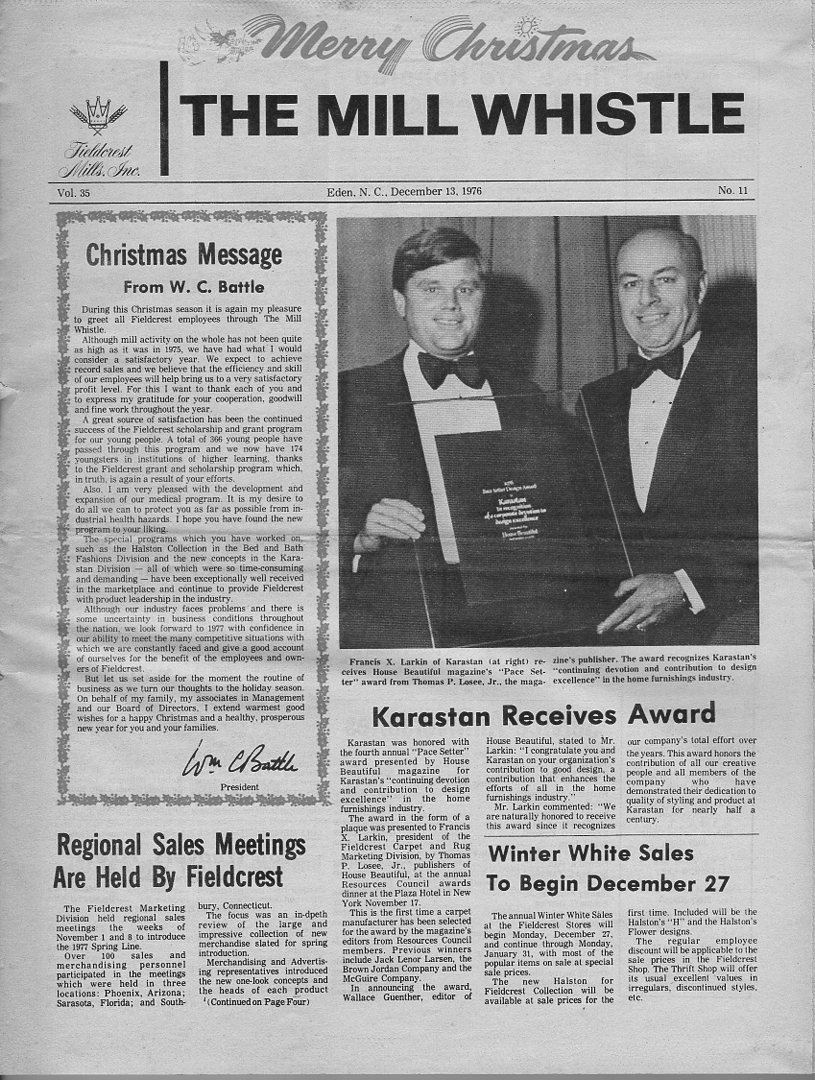 Merry Christmas
THE MILL WHISTLE
Fieldcrest
Mills, Inc.
Vol. 35
Eden, N. C., December 13, 1976
No. 11
Christmas Message
From W. C. Battle
During this Christmas season it is again my pleasure
to greet all Fieldcrest employees through The Mill
Whistle.
Although mill activity on the whole has not been quite
as high as it was in 1975, we have had what I would
consider a satisfactory year. We expect to achieve
record sales and we believe that the efficiency and skill
of our employees will help bring us to a very satisfactory
profit level. For this I want to thank each of you and
to express my gratitude for your cooperation, goodwill
and fine work throughout the year.
A great source of satisfaction has been the continued
success of the Fieldcrest scholarship and grant program
for our young people. A total of 366 young people have
passed through this program and we now have 174
youngsters in institutions of higher learning, thanks
to the Fieldcrest grant and scholarship program which,
in truth, is again a result of your efforts.
Also, I am very pleased with the development and
expansion of our medical program. It is my desire to
do all we can to protect you as far as possible from in-
dustrial health hazards. I hope you have found the new
program to your liking.
The special programs which you have worked on,
such as the Halston Collection in the Bed and Bath
Fashions Division and the new concepts in the Kara-
stan Division — all of which were so time-consuming
and demanding — have been exceptionally well received
in the marketplace and continue to provide Fieldcrest
with product leadership in the industry.
Although our industry faces problems and there is
some uncertainty in business conditions throughout
the nation, we look forward to 1977 with confidence in
our ability to meet the many competitive situations with
which we are constantly faced and give a good account
of ourselves for the benefit of the employees and own-
ers of Fieldcrest.
But let us set aside for the moment the routine of
business as we turn our thoughts to the holiday season.
On behalf of my family, my associates in Management
and our Board of Directors, I extend warmest good
wishes for a happy Christmas and a healthy, prosperous
new year for you and your families.
Wm C Battle
President
1976
Pace Setter Design Award
to
Karastan
In recognition
of a corporate devotion to
design excellence
presented by
House Beautiful
Francis X. Larkin of Karastan (at right) re-
ceives House Beautiful magazine's "Pace Set-
ter" award from Thomas P. Losee, Jr., the maga-
zine's publisher. The award recognizes Karastan's
"continuing devotion and contribution to design
excellence" in the home furnishings industry.
Karastan Receives Award
Karastan was honored with
the fourth annual "Pace Setter"
award presented by House
Beautiful magazine for
Karastan's "continuing devotion
and contribution to design
excellence" in the home
furnishings industry.
The award in the form of a
plaque was presented to Francis
X. Larkin, president of the
Fieldcrest Carpet and Rug
Marketing Division, by Thomas
P. Losee, Jr., publishers of
House Beautiful, at the annual
Resources Council awards
dinner at the Plaza Hotel in New
York November 17.
This is the first time a carpet
manufacturer has been selected
for the award by the magazine's
editors from Resources Council
members. Previous winners
include Jack Lenor Larsen, the
Brown Jordan Company and the
McGuire Company.
In announcing the award,
Wallace Guenther, editor of
House Beautiful, stated to Mr.
Larkin: "I congratulate you and
Karastan on your organization's
contribution to good design, a
contribution that enhances the
efforts of all in the home
furnishings industry."
Mr. Larkin commented: "We
are naturally honored to receive
this award since it recognizes
our company's total effort over
the years. This award honors the
contribution of all our creative
people and all members of the
company who have
demonstrated their dedication to
quality of styling and product at
Karastan for nearly half a
century.
Regional Sales Meetings
Are Held By Fieldcrest
The Fieldcrest Marketing
Division held regional sales
meetings the weeks of
November 1 and 8 to introduce
the 1977 Spring Line.
Over 100 sales and
merchandising personnel
participated in the meetings
which were held in three
locations: Phoenix, Arizona;
Sarasota, Florida; and South-
bury, Connecticut.
The focus was an in-dpeth
review of the large and
impressive collection of new
merchandise slated for spring
introduction.
Merchandising and Advertis-
ing representatives introduced
the new one-look concepts and
the heads of each product
(Continued on Page Four)
Winter White Sales
To Begin December 27
The annual Winter White Sales
at the Fieldcrest Stores will
begin Monday, December 27,
and continue through Monday,
January 31, with most of the
popular items on sale at special
sale prices.
The new Halston for
Fieldcrest Collection will be
available at sale prices for the
first time. Included will be the
Halston's "H" and the Halston's
Flower designs.
The regular employee
discount will be applicable to the
sale prices in the Fieldcrest
Shop. The Thrift Shop will offer
its usual excellent values in
irregulars, discontinued styles,
etc.